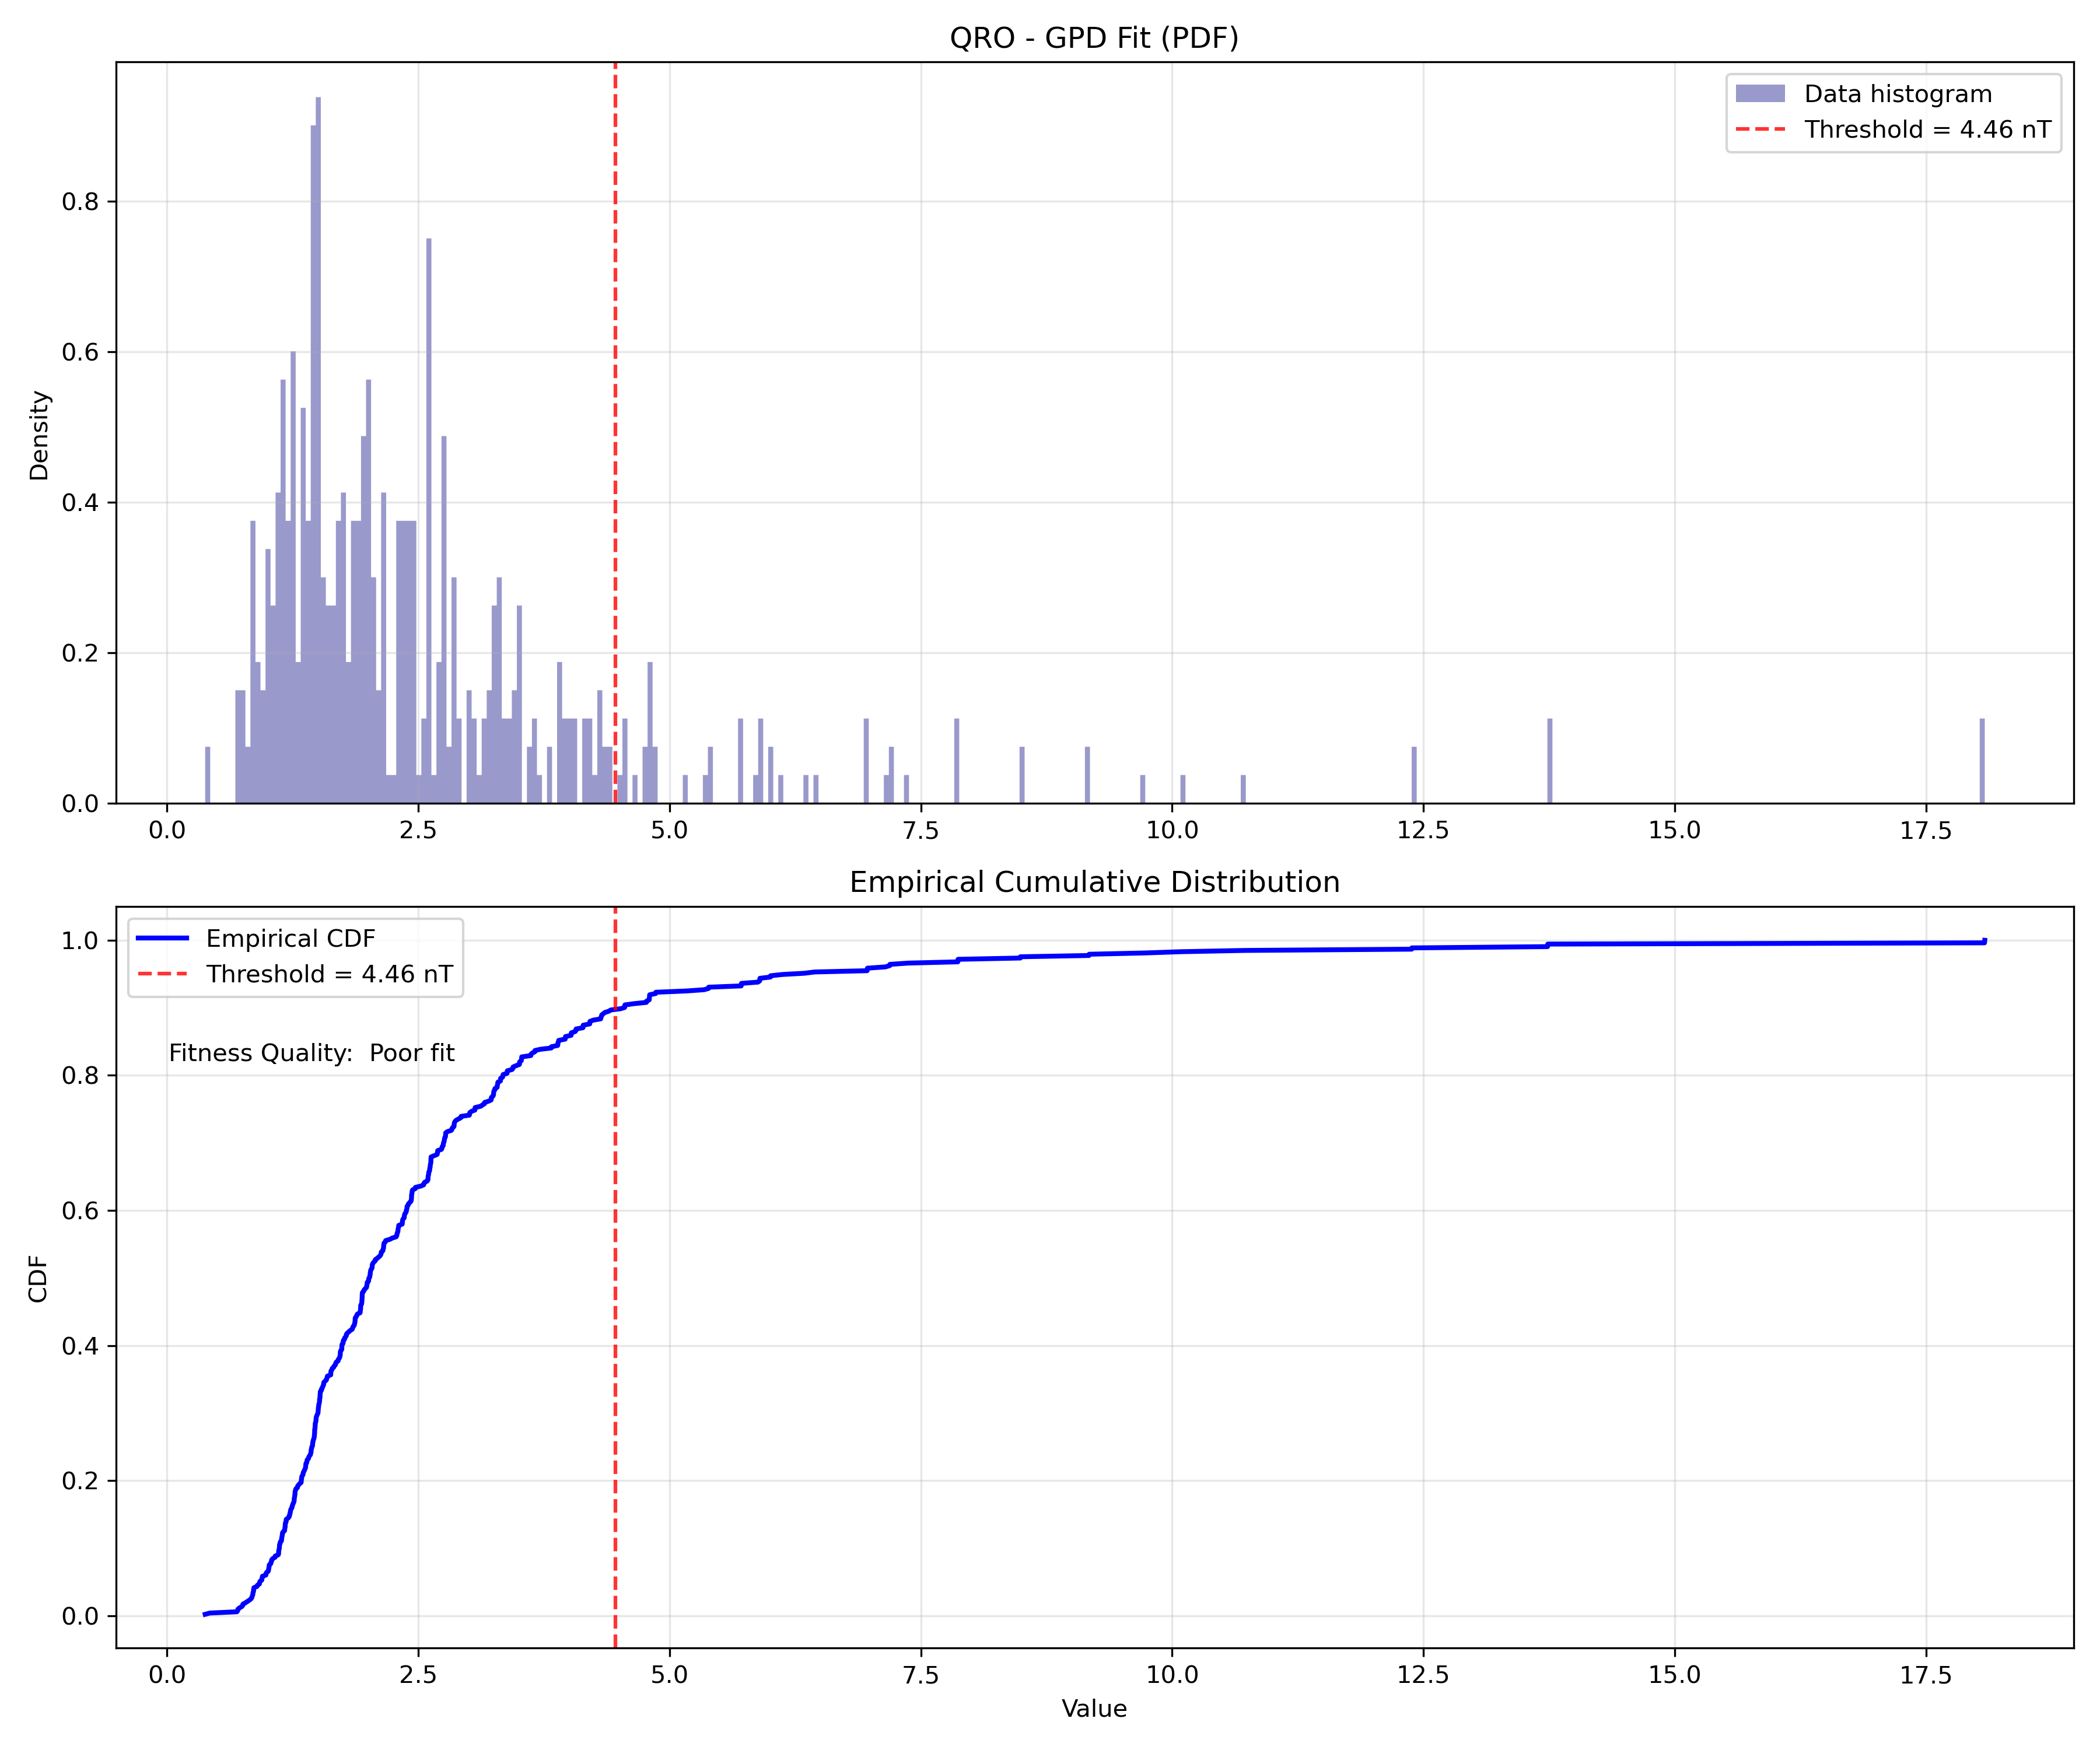 QRO - GPD Fit (PDF)
Data histogram
Threshold = 4.46 nT
Density
0.8
0.6
0.4
0.2
0.0
0.0 2.5 5.0 7.5 10.0 12.5 15.0 17.5
Empirical Cumulative Distribution
Empirical CDF
Threshold = 4.46 nT
Fitness Quality:  Poor fit
CDF
1.0
0.8
0.6
0.4
0.2
0.0
0.0 2.5 5.0 7.5 10.0 12.5 15.0 17.5
Value